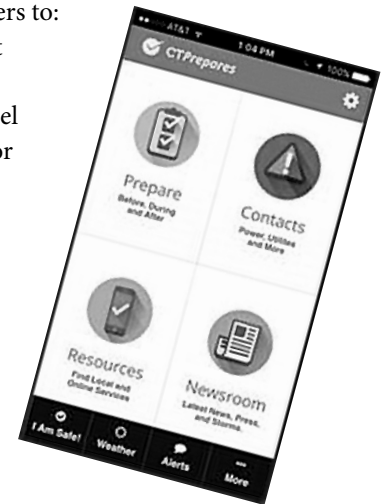 ers to:
t
el
or
AT&T 1:04 PM 100%
CTPrepares
Prepare
Before, During
and After
Contacts
Power, Utilities
and More
Resources
Find Local and
Online Services
Newsroom
Latest News, Press,
and Storms.
I Am Safe!
Weather
Alerts
More